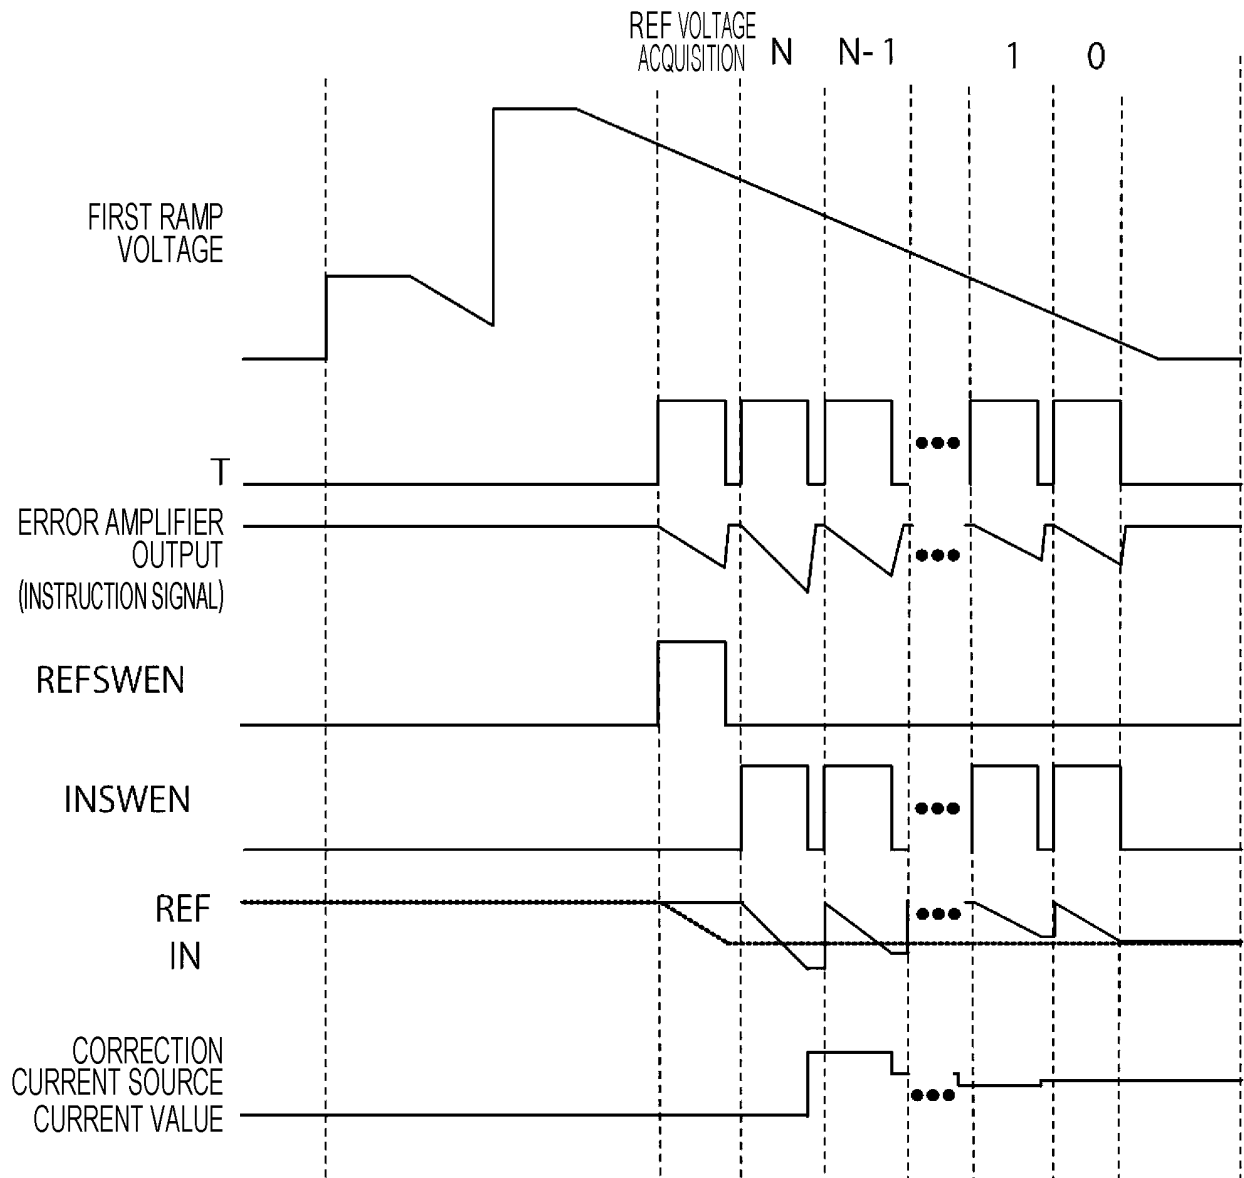 REF VOLTAGE
ACQUISITION
N
N-1
1
0
FIRST RAMP
VOLTAGE
T
ERROR AMPLIFIER
OUTPUT
(INSTRUCTION SIGNAL)
REFSWEN
INSWEN
REF
IN
CORRECTION
CURRENT SOURCE
CURRENT VALUE